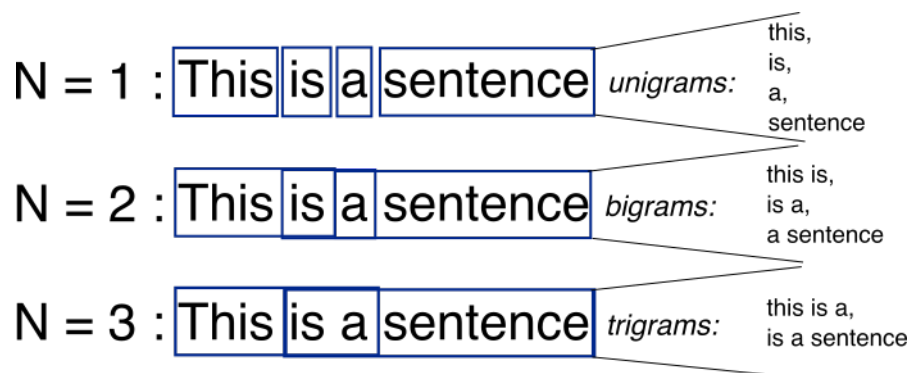 N = 1 : This is a sentence unigrams:
this,
is,
a,
sentence
N = 2 : This is a sentence bigrams:
this is,
is a,
a sentence
N = 3 : This is a sentence trigrams:
this is a,
is a sentence